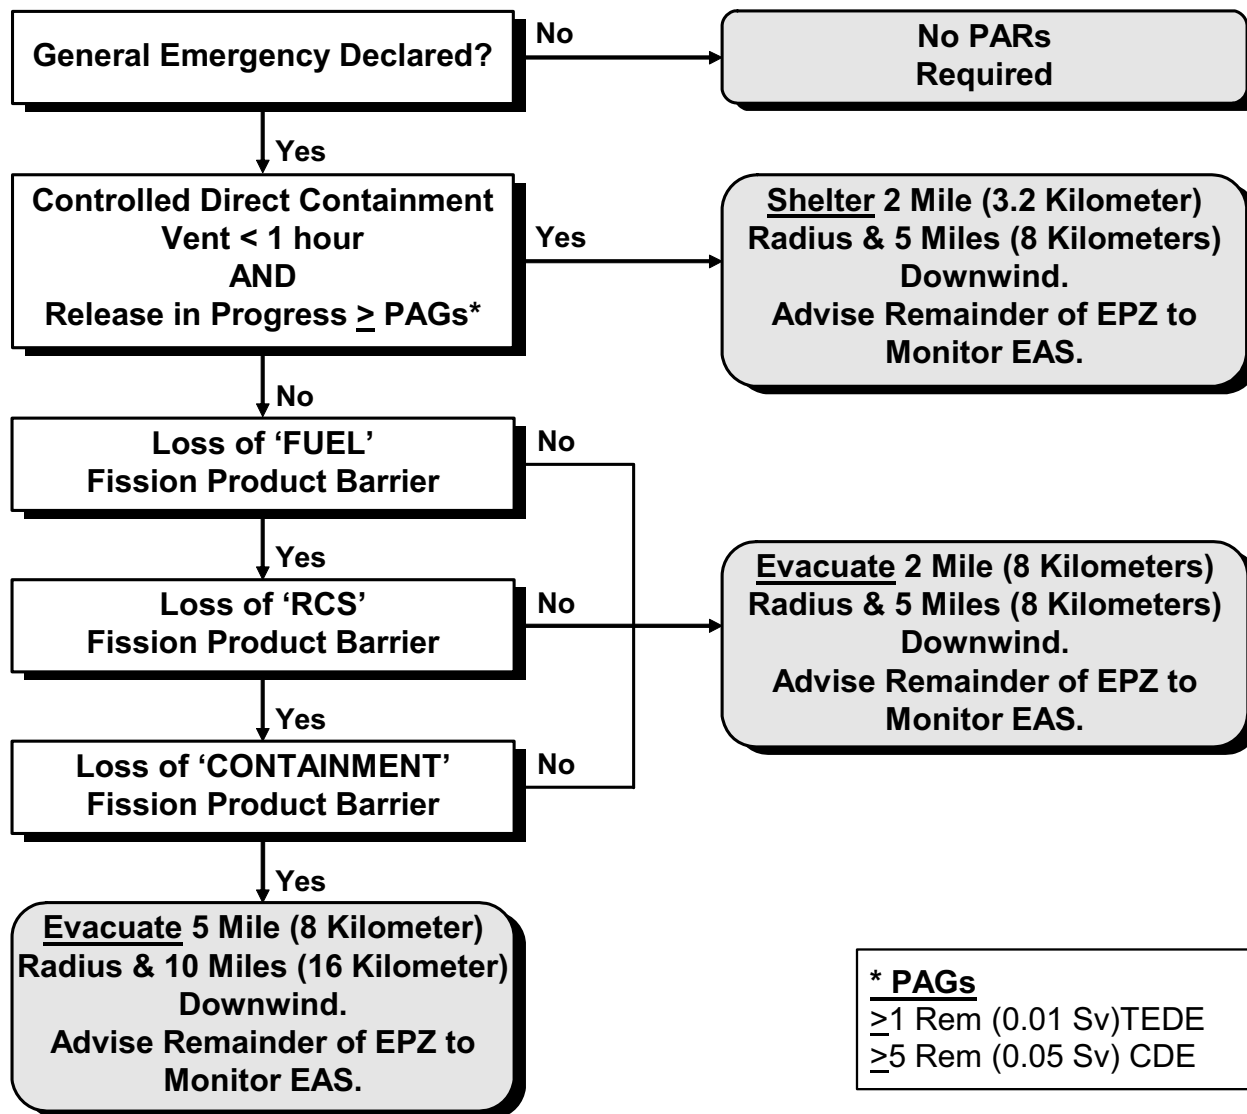 General Emergency Declared?
No
No PARs
Required
Yes
Controlled Direct Containment
Vent < 1 hour
AND
Release in Progress ≥ PAGs*
Yes
Shelter 2 Mile (3.2 Kilometer)
Radius & 5 Miles (8 Kilometers)
Downwind.
Advise Remainder of EPZ to
Monitor EAS.
No
Loss of ‘FUEL’
Fission Product Barrier
No
Yes
Loss of ‘RCS’
Fission Product Barrier
No
Evacuate 2 Mile (8 Kilometers)
Radius & 5 Miles (8 Kilometers)
Downwind.
Advise Remainder of EPZ to
Monitor EAS.
Yes
Loss of ‘CONTAINMENT’
Fission Product Barrier
No
Yes
Evacuate 5 Mile (8 Kilometer)
Radius & 10 Miles (16 Kilometer)
Downwind.
Advise Remainder of EPZ to
Monitor EAS.
* PAGs
≥1 Rem (0.01 Sv)TEDE
≥5 Rem (0.05 Sv) CDE